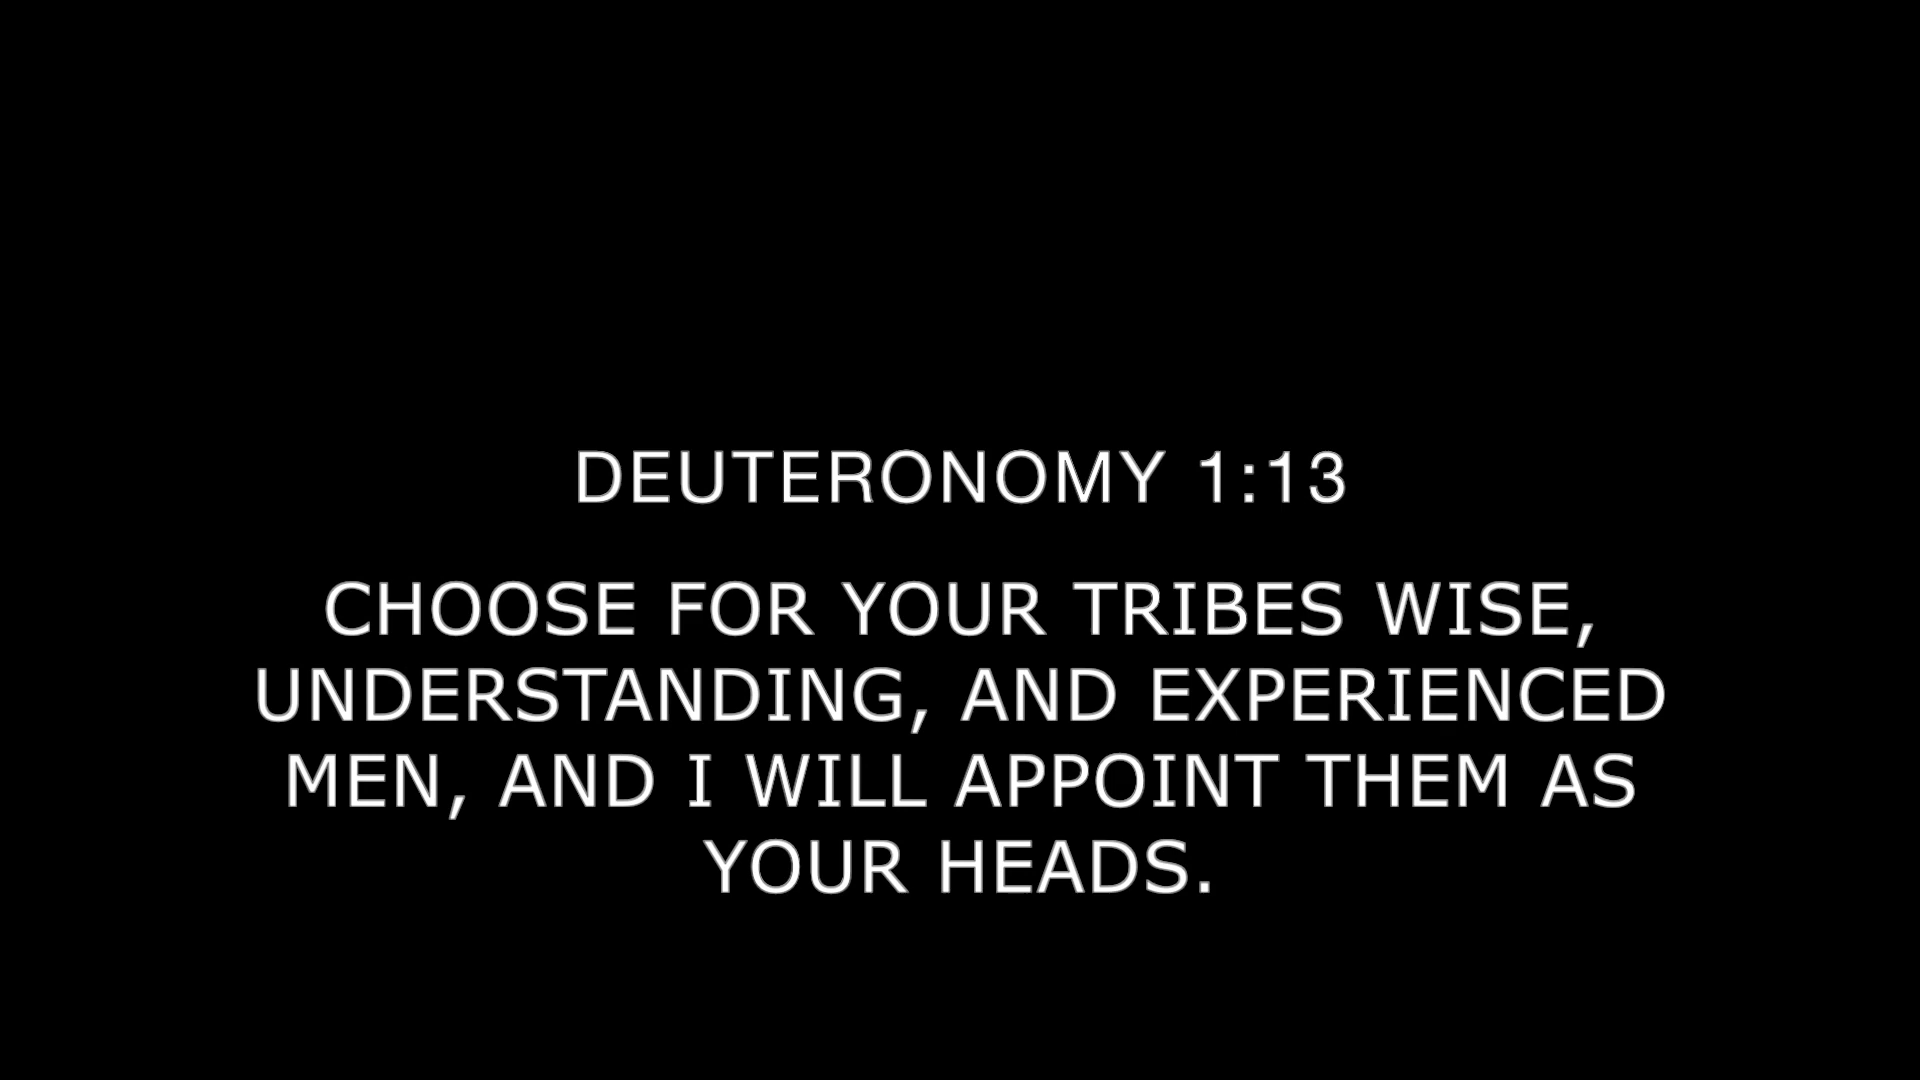 DEUTERONOMY 1:13
CHOOSE FOR YOUR TRIBES WISE,
UNDERSTANDING, AND EXPERIENCED
MEN, AND I WILL APPOINT THEM AS
YOUR HEADS.